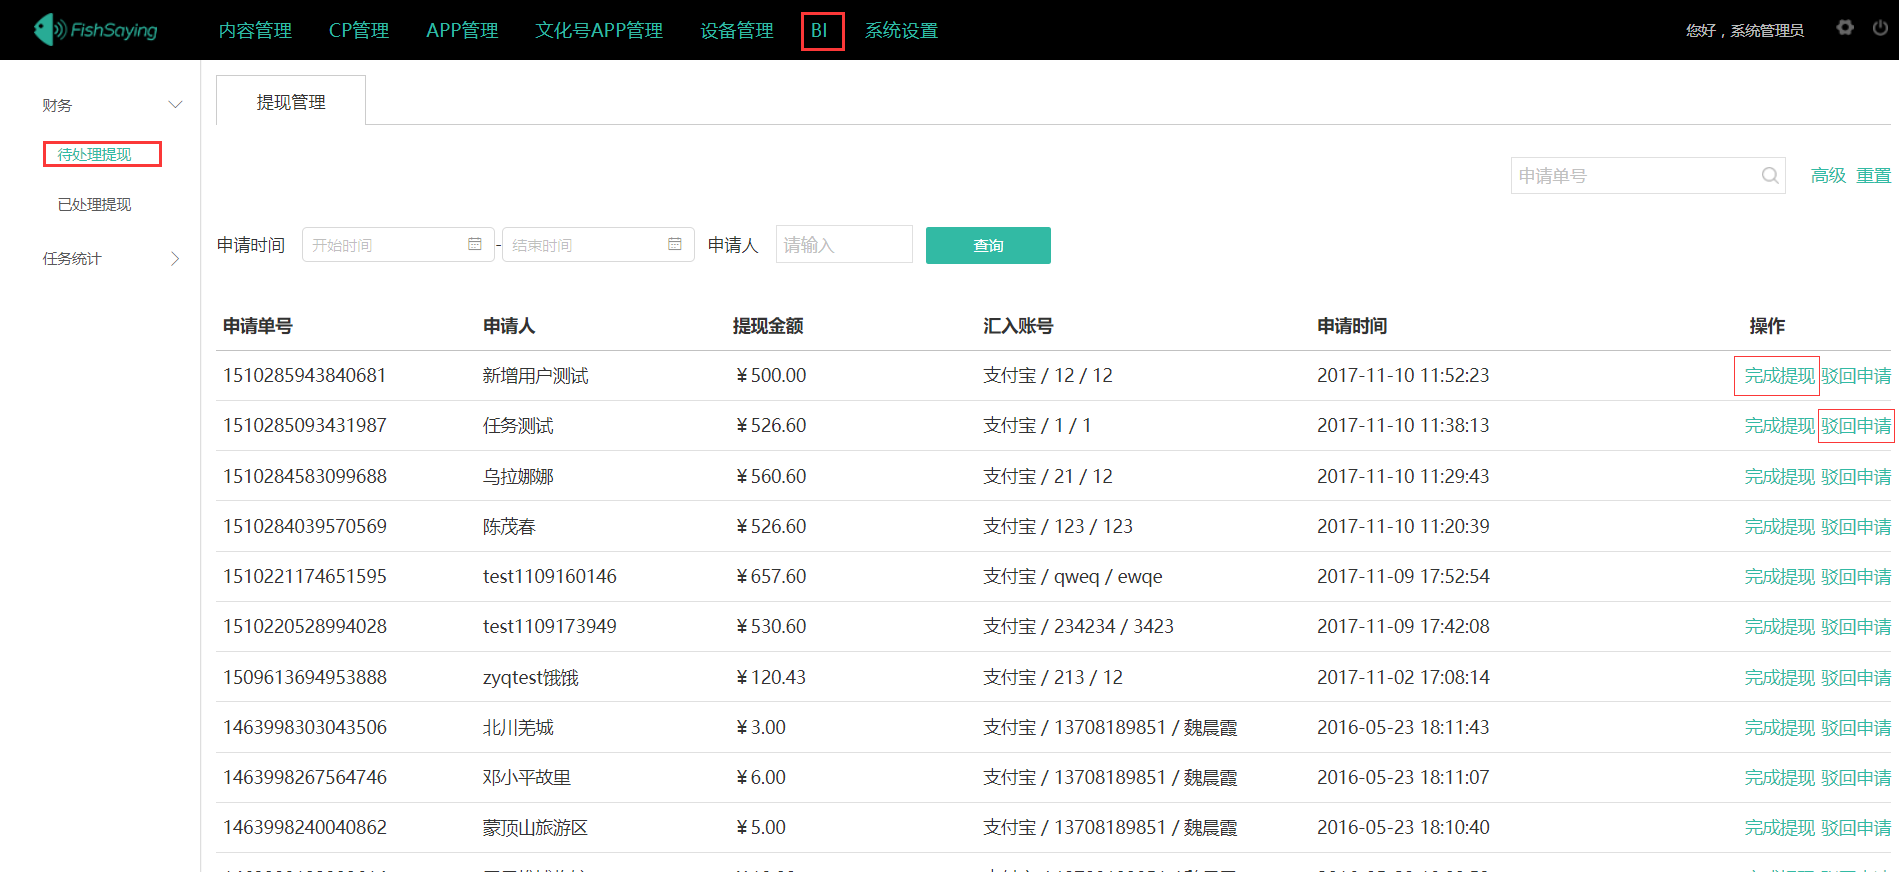 FishSaying 内容管理 CP管理 APP管理 文化号APP管理 设备管理 BI 系统设置 您好，系统管理员
财务
待处理提现
已处理提现
任务统计
提现管理
申请单号 高级 重置
申请时间 开始时间 - 结束时间 申请人 请输入 查询
申请单号 申请人 提现金额 汇入账号 申请时间 操作
1510285943840681 新增用户测试 ¥500.00 支付宝 / 12 / 12 2017-11-10 11:52:23 完成提现 驳回申请
1510285093431987 任务测试 ¥526.60 支付宝 / 1 / 1 2017-11-10 11:38:13 完成提现 驳回申请
1510284583099688 乌拉娜娜 ¥560.60 支付宝 / 21 / 12 2017-11-10 11:29:43 完成提现 驳回申请
1510284039570569 陈茂春 ¥526.60 支付宝 / 123 / 123 2017-11-10 11:20:39 完成提现 驳回申请
1510221174651595 test1109160146 ¥657.60 支付宝 / qweq / ewqe 2017-11-09 17:52:54 完成提现 驳回申请
1510220528994028 test1109173949 ¥530.60 支付宝 / 234234 / 3423 2017-11-09 17:42:08 完成提现 驳回申请
1509613694953888 zyqtest饿饿 ¥120.43 支付宝 / 213 / 12 2017-11-02 17:08:14 完成提现 驳回申请
1463998303043506 北川羌城 ¥3.00 支付宝 / 13708189851 / 魏晨霞 2016-05-23 18:11:43 完成提现 驳回申请
1463998267564746 邓小平故里 ¥6.00 支付宝 / 13708189851 / 魏晨霞 2016-05-23 18:11:07 完成提现 驳回申请
1463998240040862 蒙顶山旅游区 ¥5.00 支付宝 / 13708189851 / 魏晨霞 2016-05-23 18:10:40 完成提现 驳回申请